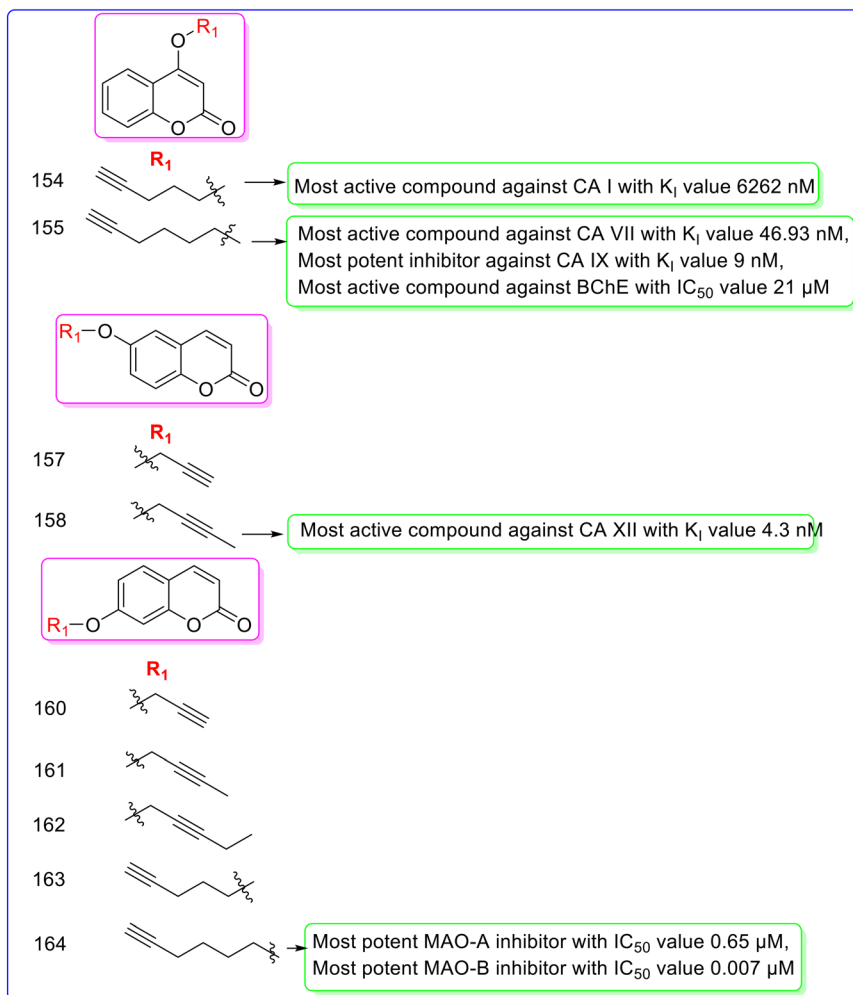 O R₁
O O
R₁
154 Most active compound against CA I with K_I value 6262 nM
155 Most active compound against CA VII with K_I value 46.93 nM,
Most potent inhibitor against CA IX with K_I value 9 nM,
Most active compound against BChE with IC₅₀ value 21 µM
R₁ O
O O
R₁
157
158 Most active compound against CA XII with K_I value 4.3 nM
R₁ O O O
R₁
160
161
162
163
164 Most potent MAO-A inhibitor with IC₅₀ value 0.65 µM,
Most potent MAO-B inhibitor with IC₅₀ value 0.007 µM